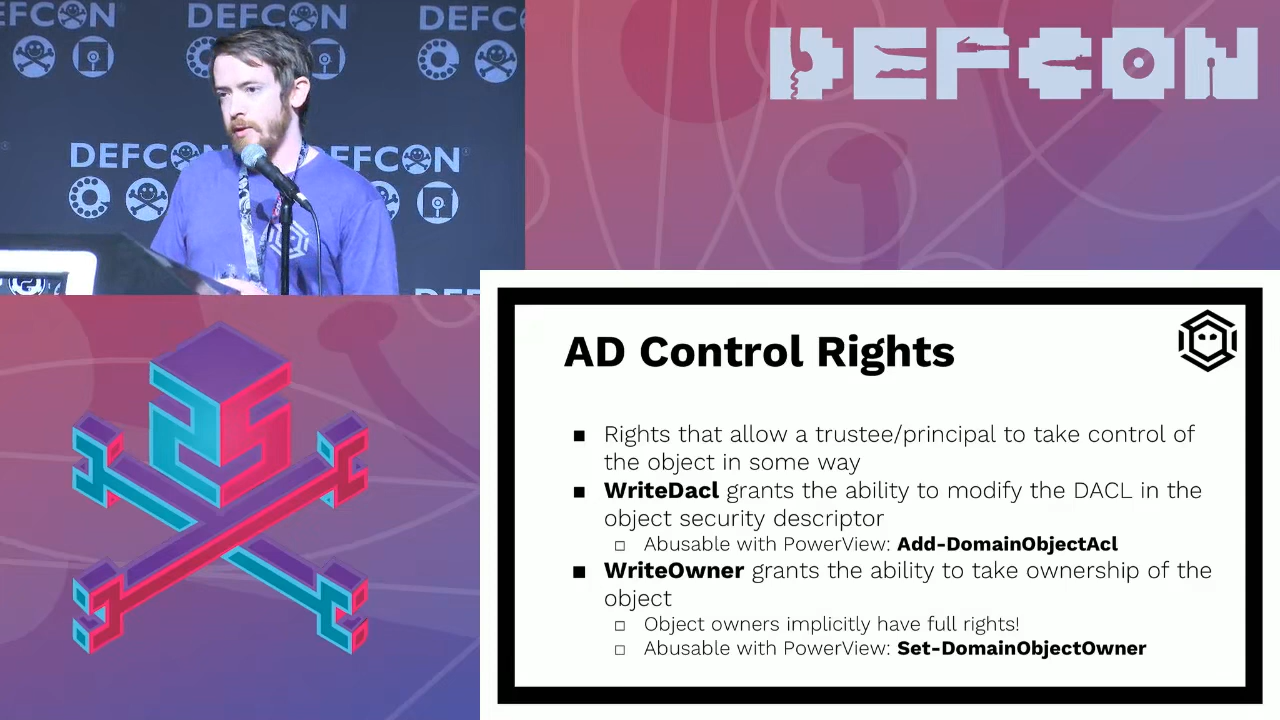 DEFCON
DEFCON
DEFCON
DEFCON
DEFCON
DEFCON
AD Control Rights
■ Rights that allow a trustee/principal to take control of
the object in some way
■ WriteDacl grants the ability to modify the DACL in the
object security descriptor
□ Abusable with PowerView: Add-DomainObjectAcl
■ WriteOwner grants the ability to take ownership of the
object
□ Object owners implicitly have full rights!
□ Abusable with PowerView: Set-DomainObjectOwner